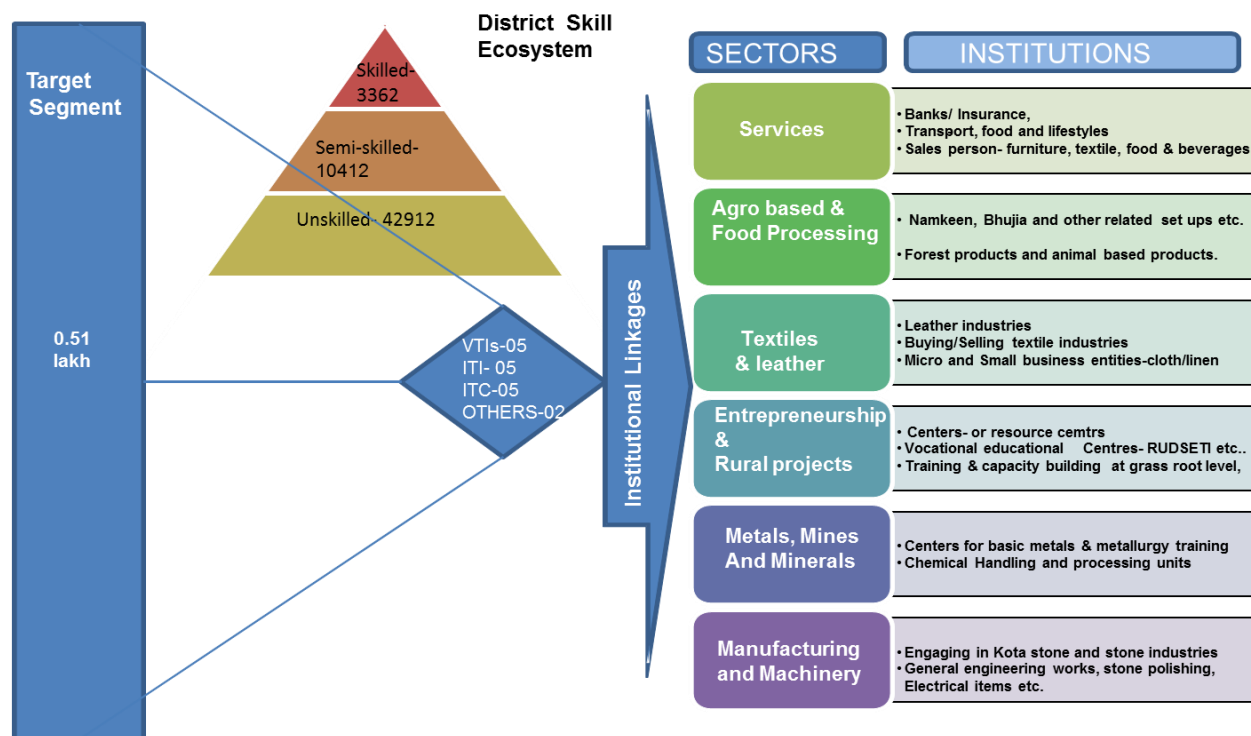 District Skill
Ecosystem
Target
Segment
0.51
lakh
Skilled-
3362
Semi-skilled-
10412
Unskilled- 42912
VTIs-05
ITI- 05
ITC-05
OTHERS-02
Institutional Linkages
SECTORS
INSTITUTIONS
Services
• Banks/ Insurance,
• Transport, food and lifestyles
• Sales person- furniture, textile, food & beverages
Agro based &
Food Processing
• Namkeen, Bhujia and other related set ups etc.
• Forest products and animal based products.
Textiles
& leather
• Leather industries
• Buying/Selling textile industries
• Micro and Small business entities-cloth/linen
Entrepreneurship
&
Rural projects
• Centers- or resource cemtrs
• Vocational educational Centres- RUDSETI etc..
• Training & capacity building at grass root level,
Metals, Mines
And Minerals
• Centers for basic metals & metallurgy training
• Chemical Handling and processing units
Manufacturing
and Machinery
• Engaging in Kota stone and stone industries
• General engineering works, stone polishing,
Electrical items etc.